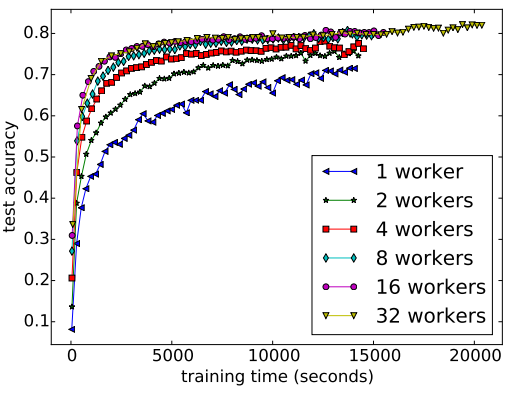 0.8
0.7
0.6
0.5
0.4
0.3
0.2
0.1
test accuracy
1 worker
2 workers
4 workers
8 workers
16 workers
32 workers
0 5000 10000 15000 20000
training time (seconds)